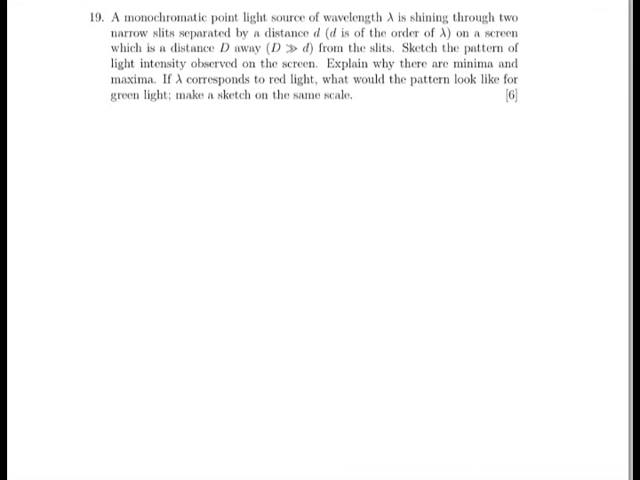 19. A monochromatic point light source of wavelength λ is shining through two
narrow slits separated by a distance d (d is of the order of λ) on a screen
which is a distance D away (D ≫ d) from the slits. Sketch the pattern of
light intensity observed on the screen. Explain why there are minima and
maxima. If λ corresponds to red light, what would the pattern look like for
green light; make a sketch on the same scale. [6]